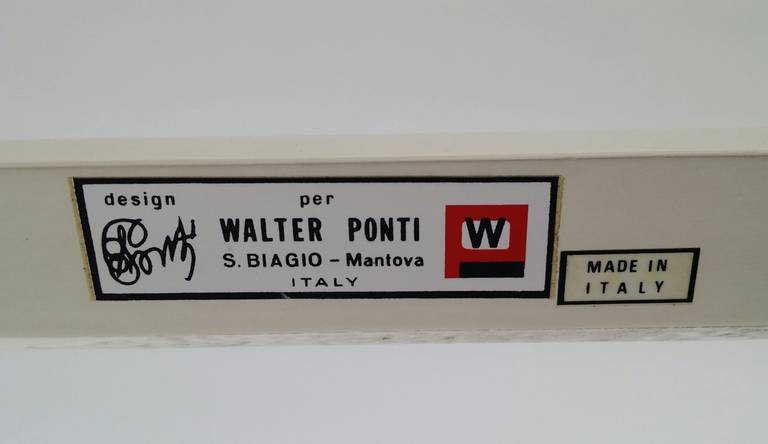 design per
WALTER PONTI
S. BIAGIO - Mantova
ITALY
W
MADE IN
ITALY